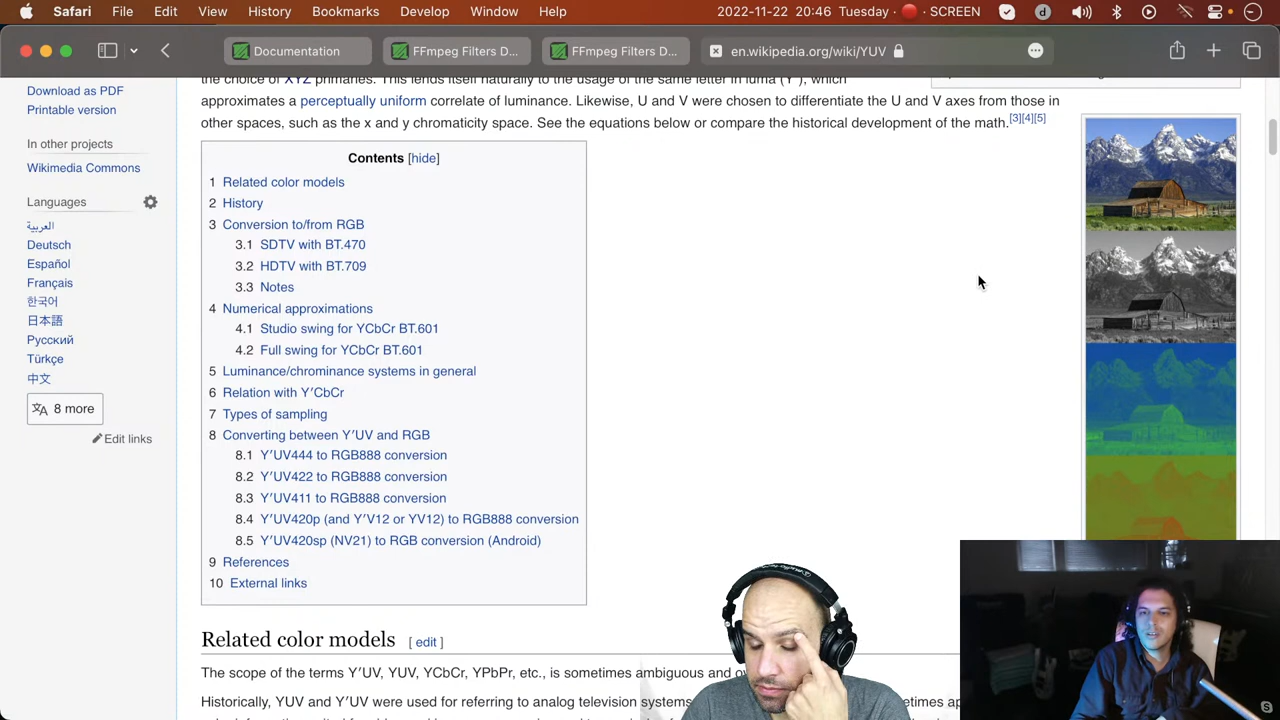 Safari File Edit View History Bookmarks Develop Window Help 2022-11-22 20:46 Tuesday SCREEN
Documentation FFmpeg Filters D... FFmpeg Filters D... en.wikipedia.org/wiki/YUV
the choice of XYZ primaries. This lends itself naturally to the usage of the same letter in luma (Y′), which
approximates a perceptually uniform correlate of luminance. Likewise, U and V were chosen to differentiate the U and V axes from those in
other spaces, such as the x and y chromaticity space. See the equations below or compare the historical development of the math.[3][4][5]
Download as PDF
Printable version
In other projects
Wikimedia Commons
Languages
العربية
Deutsch
Español
Français
한국어
日本語
Русский
Türkçe
中文
8 more
Edit links
Contents [hide]
1 Related color models
2 History
3 Conversion to/from RGB
3.1 SDTV with BT.470
3.2 HDTV with BT.709
3.3 Notes
4 Numerical approximations
4.1 Studio swing for YCbCr BT.601
4.2 Full swing for YCbCr BT.601
5 Luminance/chrominance systems in general
6 Relation with Y′CbCr
7 Types of sampling
8 Converting between Y′UV and RGB
8.1 Y′UV444 to RGB888 conversion
8.2 Y′UV422 to RGB888 conversion
8.3 Y′UV411 to RGB888 conversion
8.4 Y′UV420p (and Y′V12 or YV12) to RGB888 conversion
8.5 Y′UV420sp (NV21) to RGB conversion (Android)
9 References
10 External links
Related color models [ edit ]
The scope of the terms Y′UV, YUV, YCbCr, YPbPr, etc., is sometimes ambiguous and
Historically, YUV and Y′UV were used for referring to analog television systems